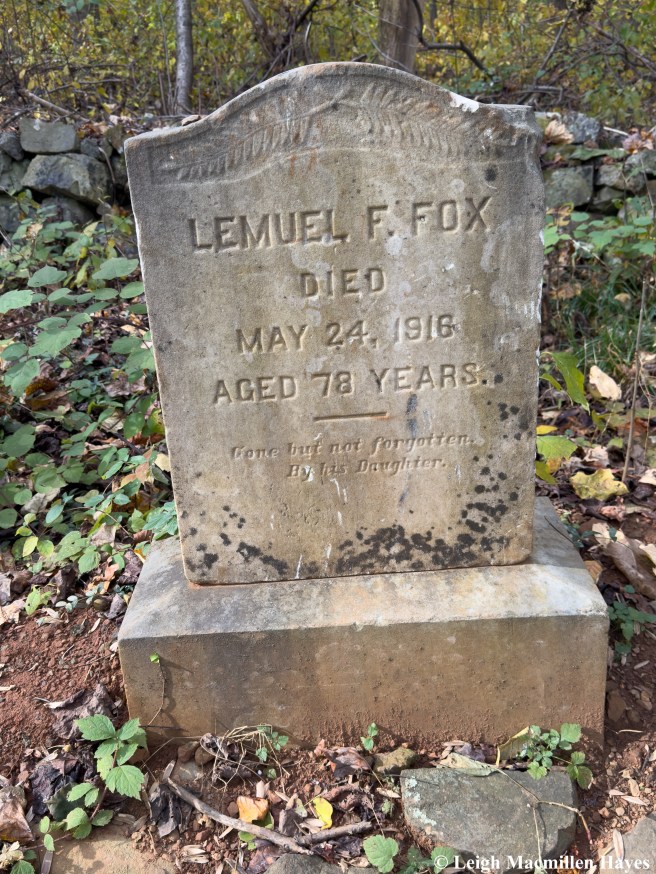 LEMUEL F. FOX
DIED
MAY 24, 1916
AGED 78 YEARS.
Gone but not forgotten.
By his Daughter.
© Leigh Macmillen Hayes